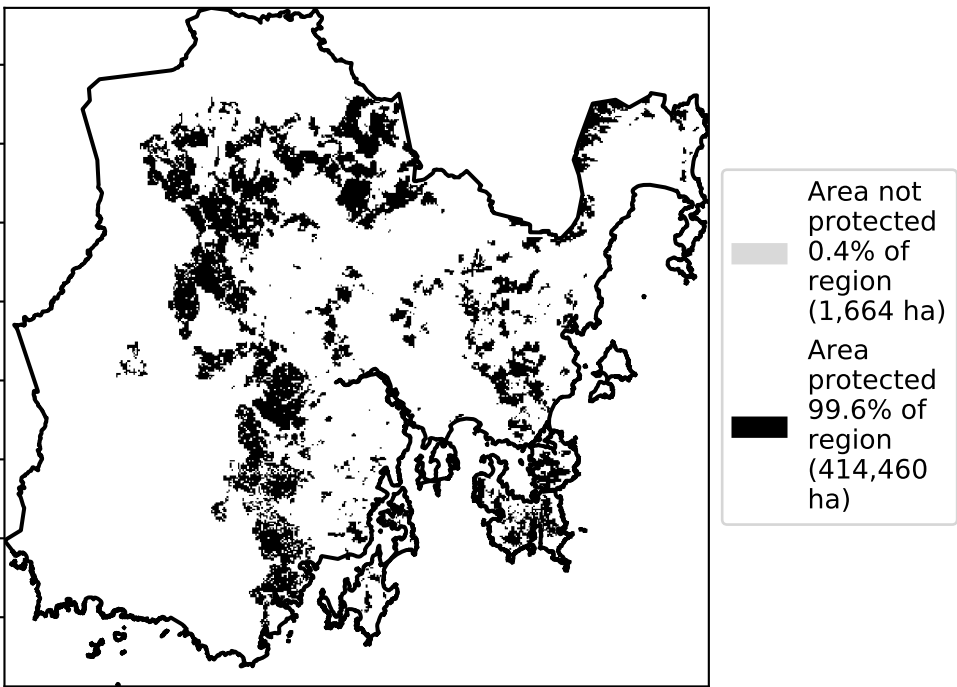 Area not
protected
0.4% of
region
(1,664 ha)
Area
protected
99.6% of
region
(414,460
ha)